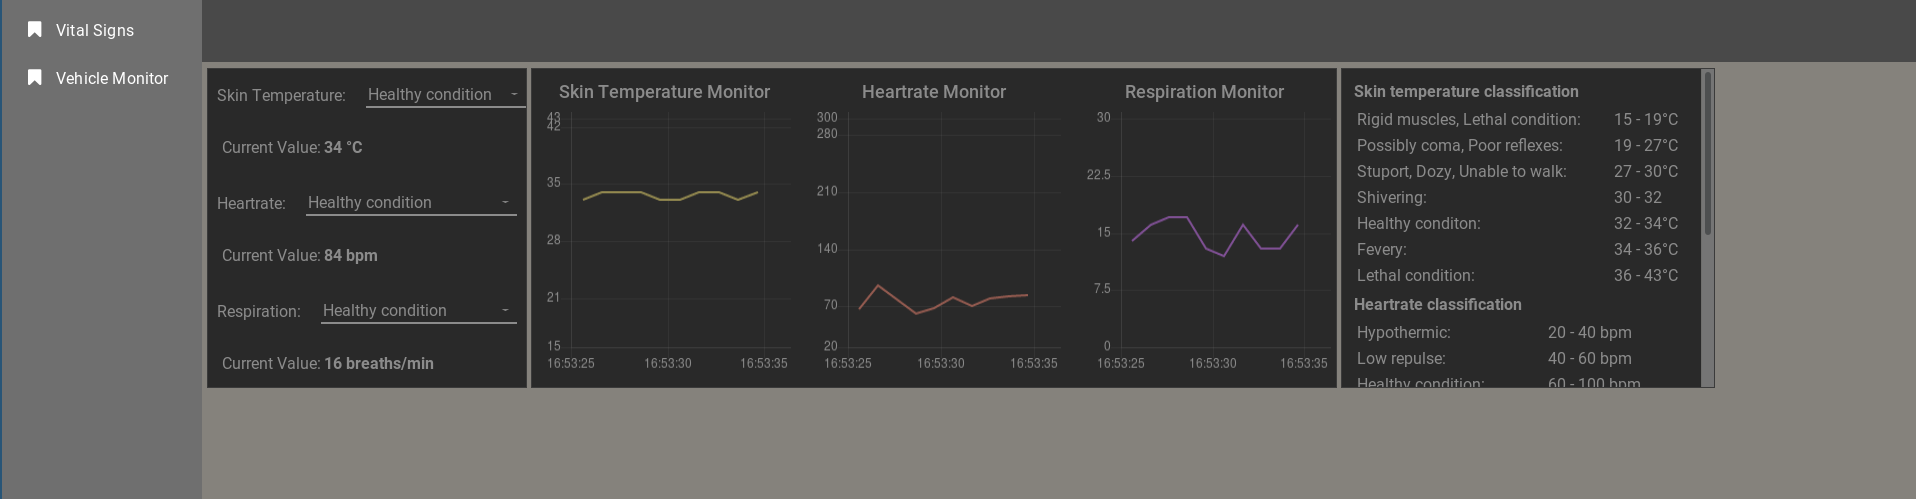 Vital Signs
Vehicle Monitor
Skin Temperature: Healthy condition
Current Value: 34 °C
Heartrate: Healthy condition
Current Value: 84 bpm
Respiration: Healthy condition
Current Value: 16 breaths/min
Skin Temperature Monitor
43
42
35
28
21
15
16:53:25 16:53:30 16:53:35
Heartrate Monitor
300
280
210
140
70
20
16:53:25 16:53:30 16:53:35
Respiration Monitor
30
22.5
15
7.5
0
16:53:25 16:53:30 16:53:35
Skin temperature classification
Rigid muscles, Lethal condition: 15 - 19°C
Possibly coma, Poor reflexes: 19 - 27°C
Stuport, Dozy, Unable to walk: 27 - 30°C
Shivering: 30 - 32
Healthy conditon: 32 - 34°C
Fevery: 34 - 36°C
Lethal condition: 36 - 43°C
Heartrate classification
Hypothermic: 20 - 40 bpm
Low repulse: 40 - 60 bpm
Healthy condition: 60 - 100 bpm